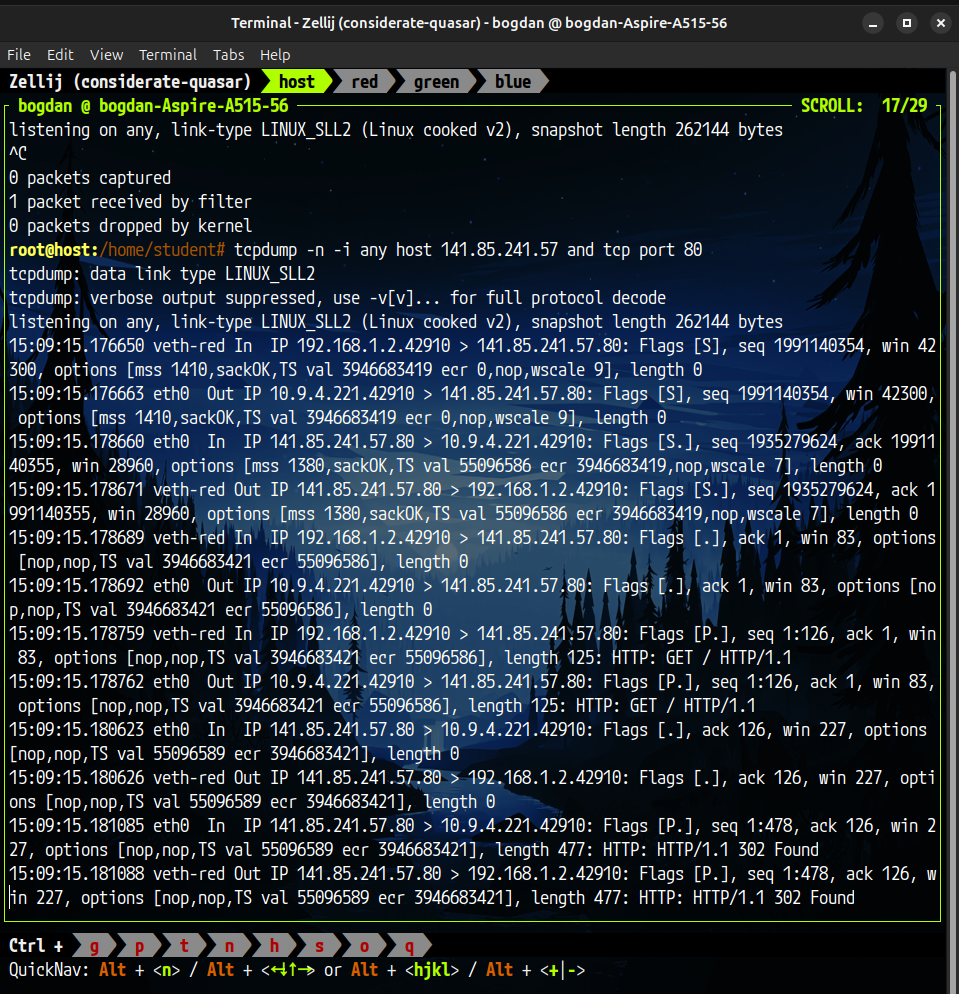 Terminal - Zellij (considerate-quasar) - bogdan @ bogdan-Aspire-A515-56
File Edit View Terminal Tabs Help
Zellij (considerate-quasar) host red green blue
bogdan @ bogdan-Aspire-A515-56 SCROLL: 17/29
listening on any, link-type LINUX_SLL2 (Linux cooked v2), snapshot length 262144 bytes
^C
0 packets captured
1 packet received by filter
0 packets dropped by kernel
root@host:/home/student# tcpdump -n -i any host 141.85.241.57 and tcp port 80
tcpdump: data link type LINUX_SLL2
tcpdump: verbose output suppressed, use -v[v]... for full protocol decode
listening on any, link-type LINUX_SLL2 (Linux cooked v2), snapshot length 262144 bytes
15:09:15.176650 veth-red In  IP 192.168.1.2.42910 > 141.85.241.57.80: Flags [S], seq 1991140354, win 42
300, options [mss 1410,sackOK,TS val 3946683419 ecr 0,nop,wscale 9], length 0
15:09:15.176663 eth0  Out IP 10.9.4.221.42910 > 141.85.241.57.80: Flags [S], seq 1991140354, win 42300,
 options [mss 1410,sackOK,TS val 3946683419 ecr 0,nop,wscale 9], length 0
15:09:15.178660 eth0  In  IP 141.85.241.57.80 > 10.9.4.221.42910: Flags [S.], seq 1935279624, ack 19911
40355, win 28960, options [mss 1380,sackOK,TS val 55096586 ecr 3946683419,nop,wscale 7], length 0
15:09:15.178671 veth-red Out IP 141.85.241.57.80 > 192.168.1.2.42910: Flags [S.], seq 1935279624, ack 1
991140355, win 28960, options [mss 1380,sackOK,TS val 55096586 ecr 3946683419,nop,wscale 7], length 0
15:09:15.178689 veth-red In  IP 192.168.1.2.42910 > 141.85.241.57.80: Flags [.], ack 1, win 83, options
 [nop,nop,TS val 3946683421 ecr 55096586], length 0
15:09:15.178692 eth0  Out IP 10.9.4.221.42910 > 141.85.241.57.80: Flags [.], ack 1, win 83, options [no
p,nop,TS val 3946683421 ecr 55096586], length 0
15:09:15.178759 veth-red In  IP 192.168.1.2.42910 > 141.85.241.57.80: Flags [P.], seq 1:126, ack 1, win
 83, options [nop,nop,TS val 3946683421 ecr 55096586], length 125: HTTP: GET / HTTP/1.1
15:09:15.178762 eth0  Out IP 10.9.4.221.42910 > 141.85.241.57.80: Flags [P.], seq 1:126, ack 1, win 83,
 options [nop,nop,TS val 3946683421 ecr 55096586], length 125: HTTP: GET / HTTP/1.1
15:09:15.180623 eth0  In  IP 141.85.241.57.80 > 10.9.4.221.42910: Flags [.], ack 126, win 227, options
[nop,nop,TS val 55096589 ecr 3946683421], length 0
15:09:15.180626 veth-red Out IP 141.85.241.57.80 > 192.168.1.2.42910: Flags [.], ack 126, win 227, opti
ons [nop,nop,TS val 55096589 ecr 3946683421], length 0
15:09:15.181085 eth0  In  IP 141.85.241.57.80 > 10.9.4.221.42910: Flags [P.], seq 1:478, ack 126, win 2
27, options [nop,nop,TS val 55096589 ecr 3946683421], length 477: HTTP: HTTP/1.1 302 Found
15:09:15.181088 veth-red Out IP 141.85.241.57.80 > 192.168.1.2.42910: Flags [P.], seq 1:478, ack 126, w
in 227, options [nop,nop,TS val 55096589 ecr 3946683421], length 477: HTTP: HTTP/1.1 302 Found
Ctrl + g p t n h s o q
QuickNav: Alt + <n> / Alt + <←↓↑→> or Alt + <hjkl> / Alt + <+|->